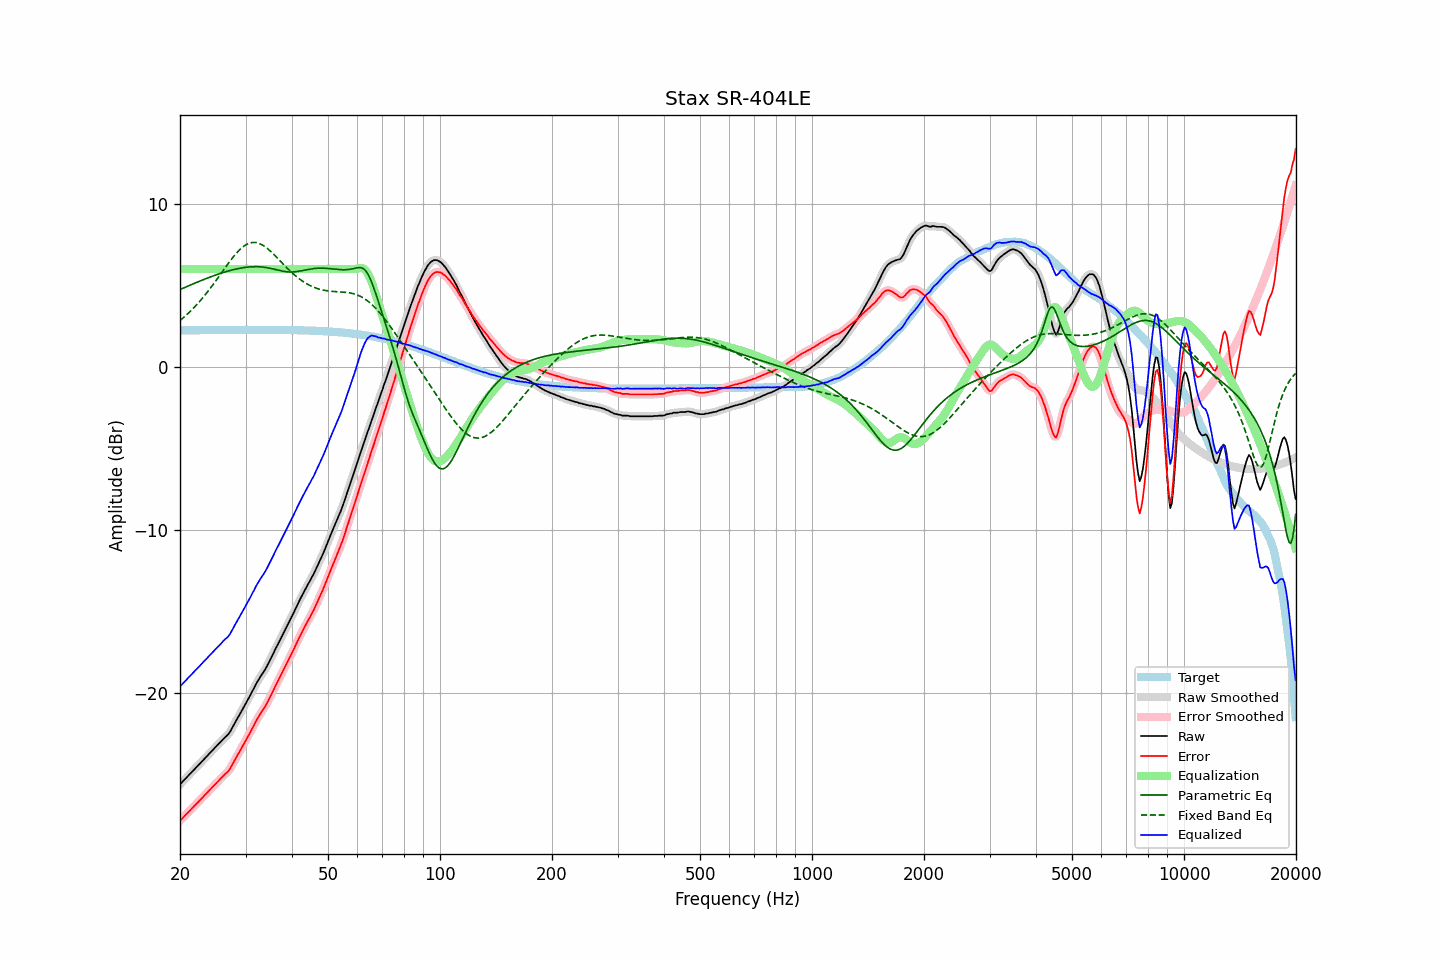 Stax SR-404LE
Amplitude (dBr)
10
0
−10
−20
20
50
100
200
500
1000
2000
5000
10000
20000
Frequency (Hz)
Target
Raw Smoothed
Error Smoothed
Raw
Error
Equalization
Parametric Eq
Fixed Band Eq
Equalized